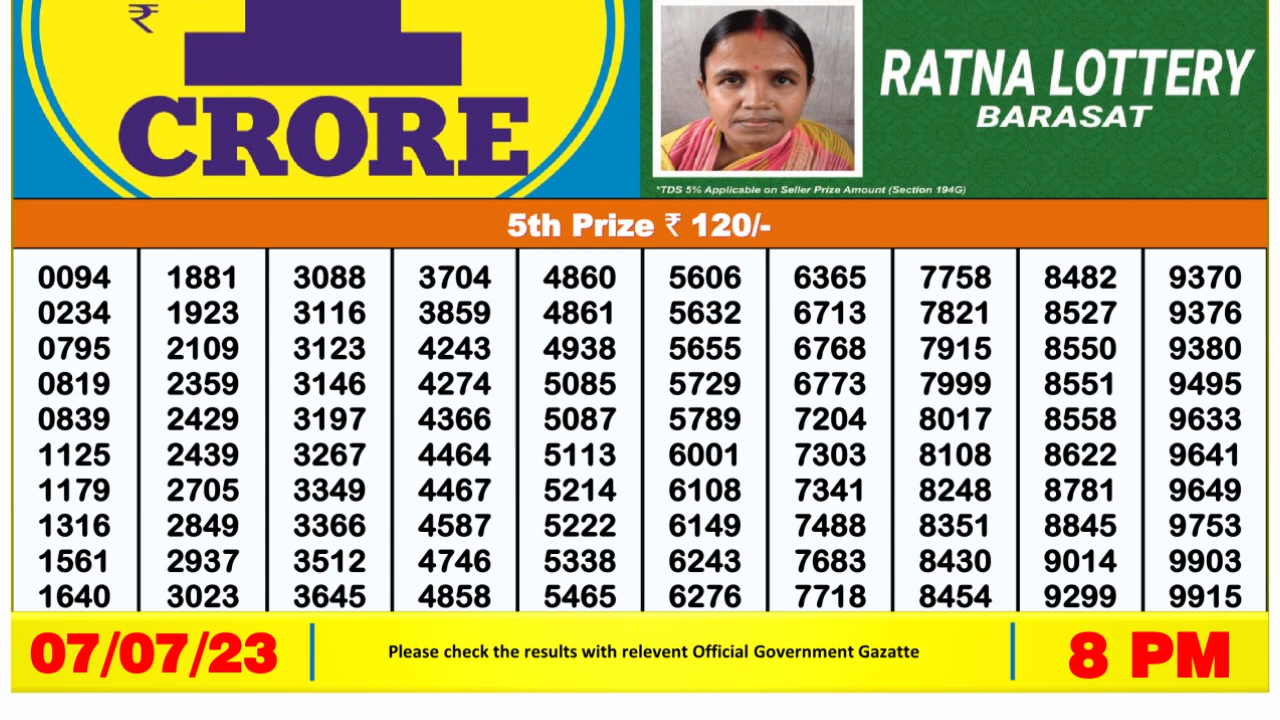 ₹
1
CRORE
RATNA LOTTERY
BARASAT
*TDS 5% Applicable on Seller Prize Amount (Section 194G)
5th Prize ₹ 120/-
0094 1881 3088 3704 4860 5606 6365 7758 8482 9370
0234 1923 3116 3859 4861 5632 6713 7821 8527 9376
0795 2109 3123 4243 4938 5655 6768 7915 8550 9380
0819 2359 3146 4274 5085 5729 6773 7999 8551 9495
0839 2429 3197 4366 5087 5789 7204 8017 8558 9633
1125 2439 3267 4464 5113 6001 7303 8108 8622 9641
1179 2705 3349 4467 5214 6108 7341 8248 8781 9649
1316 2849 3366 4587 5222 6149 7488 8351 8845 9753
1561 2937 3512 4746 5338 6243 7683 8430 9014 9903
1640 3023 3645 4858 5465 6276 7718 8454 9299 9915
07/07/23
Please check the results with relevent Official Government Gazatte
8 PM